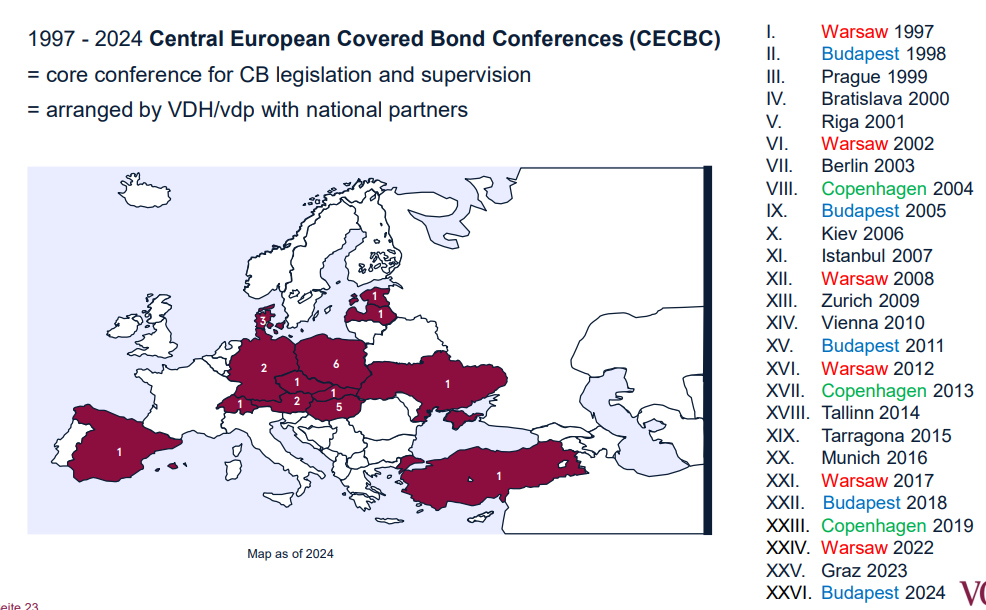 1997 - 2024 Central European Covered Bond Conferences (CECBC)
= core conference for CB legislation and supervision
= arranged by VDH/vdp with national partners
I. Warsaw 1997
II. Budapest 1998
III. Prague 1999
IV. Bratislava 2000
V. Riga 2001
VI. Warsaw 2002
VII. Berlin 2003
VIII. Copenhagen 2004
IX. Budapest 2005
X. Kiev 2006
XI. Istanbul 2007
XII. Warsaw 2008
XIII. Zurich 2009
XIV. Vienna 2010
XV. Budapest 2011
XVI. Warsaw 2012
XVII. Copenhagen 2013
XVIII. Tallinn 2014
XIX. Tarragona 2015
XX. Munich 2016
XXI. Warsaw 2017
XXII. Budapest 2018
XXIII. Copenhagen 2019
XXIV. Warsaw 2022
XXV. Graz 2023
XXVI. Budapest 2024
1
1
3
2
6
1
1
1
1
2
5
1
1
Map as of 2024
eite 23